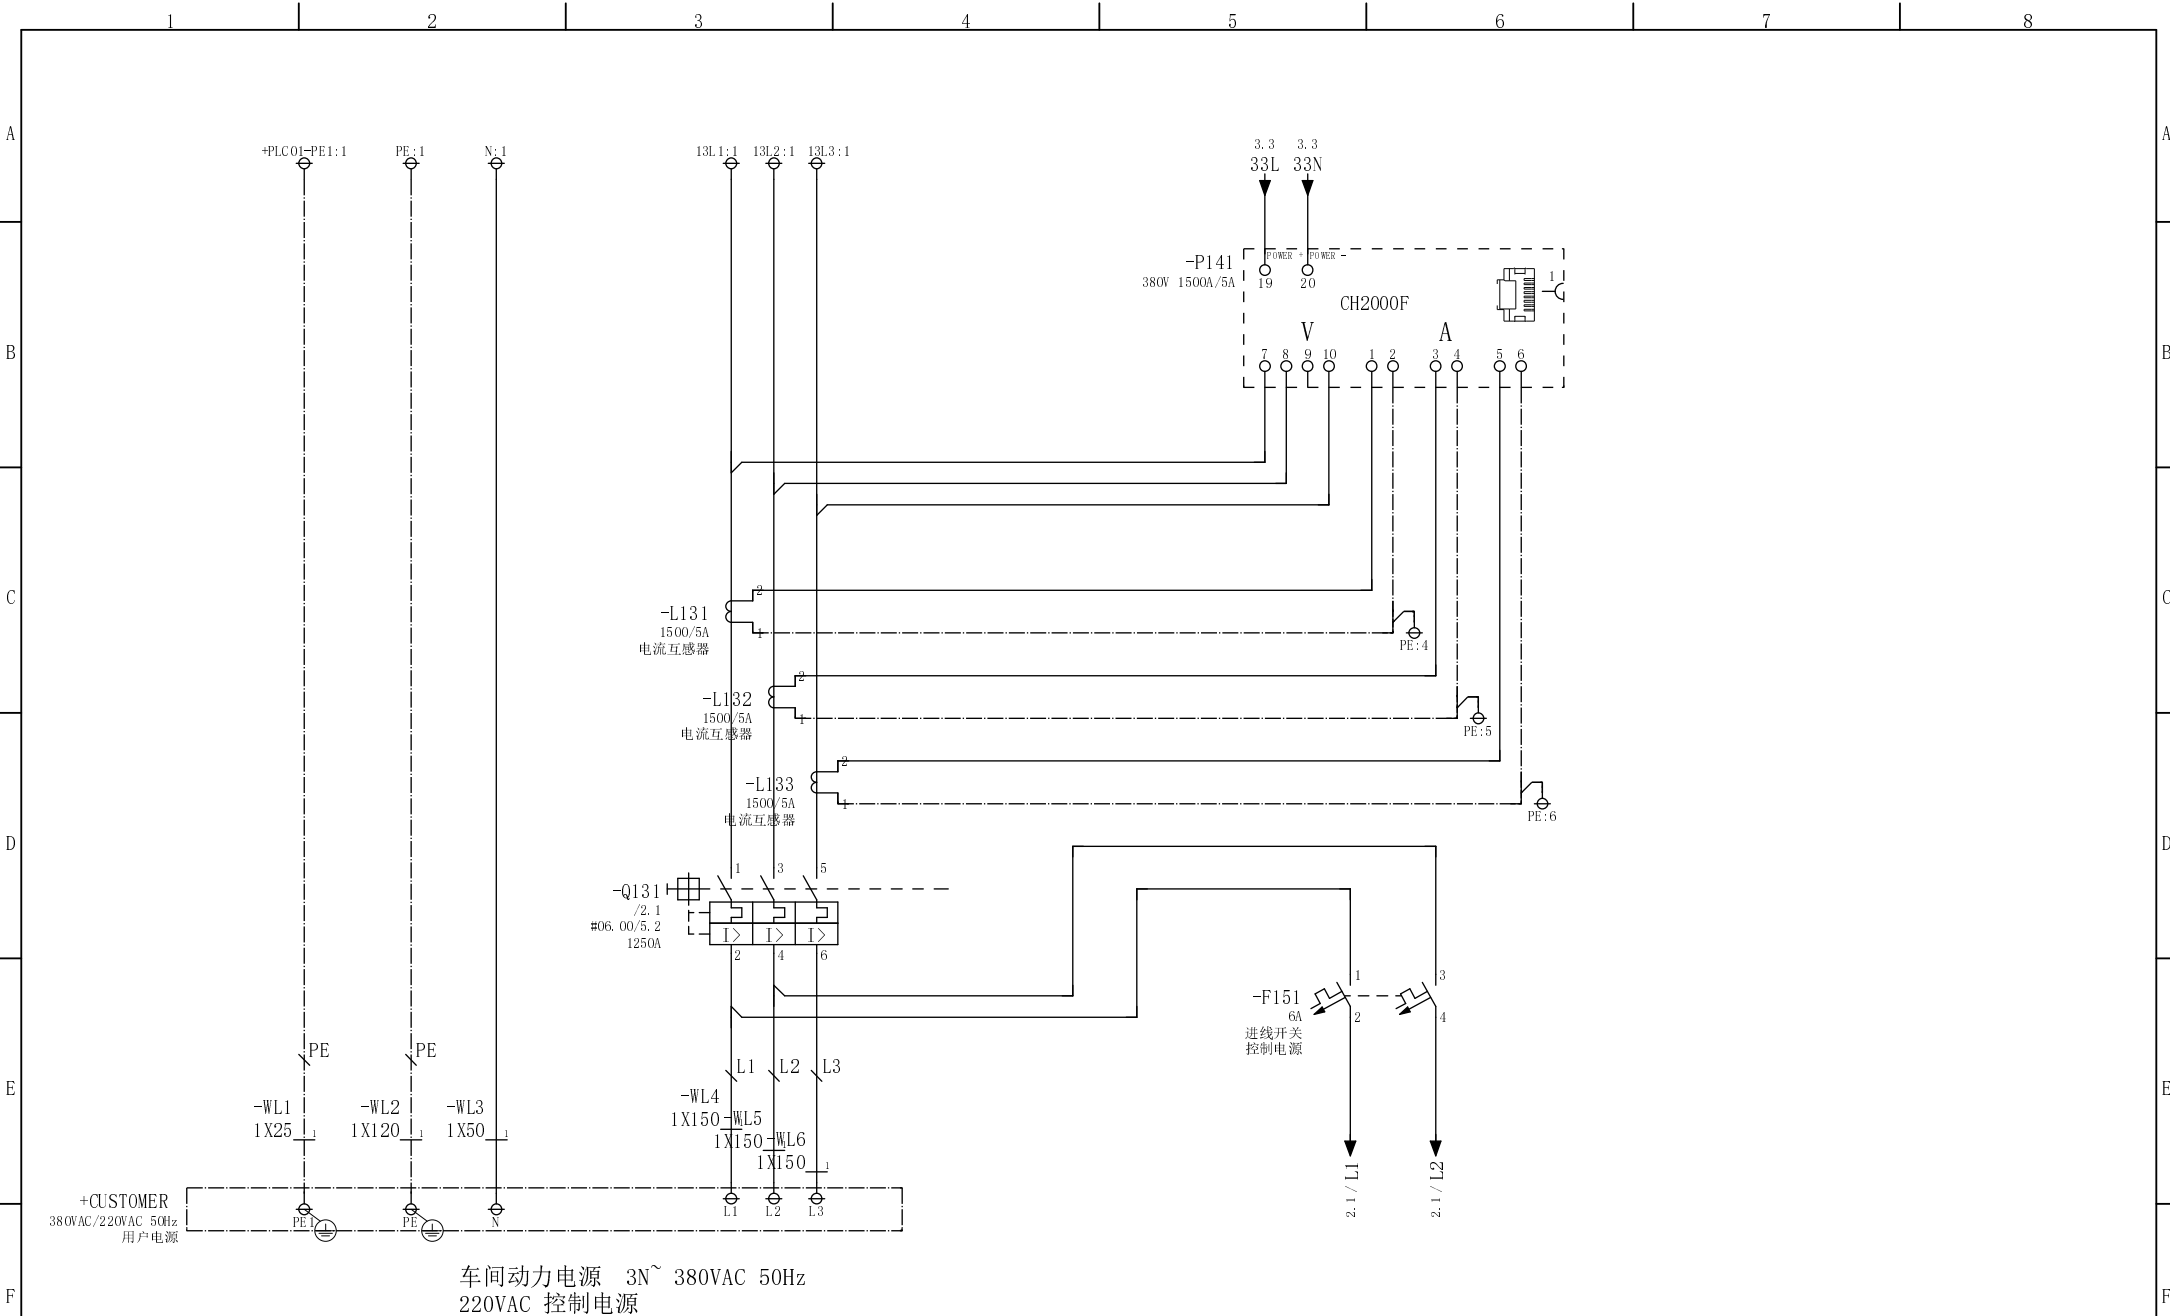 1 2 3 4 5 6 7 8
A A
+PLC01-PE1:1 PE:1 N:1 13L1:1 13L2:1 13L3:1
3.3 3.3
33L 33N
-P141
380V 1500A/5A
POWER + POWER -
19 20
CH2000F
1
V A
7 8 9 10 1 2 3 4 5 6
B B
2
-L131
1500/5A
电流互感器
1
PE:4
C C
2
-L132
1500/5A
电流互感器
1
PE:5
2
-L133
1500/5A
电流互感器
1
PE:6
D D
1 3 5
-Q131
/2.1
#06.00/5.2
1250A
I> I> I>
2 4 6
1 3
-F151
6A
进线开关
控制电源
2 4
PE PE
L1 L2 L3
E E
-WL1
1X25 1
-WL2
1X120 1
-WL3
1X50 1
-WL4
1X150 1
-WL5
1X150 1
-WL6
1X150 1
2.1 / L1
2.1 / L2
+CUSTOMER
380VAC/220VAC 50Hz
用户电源
PE1 PE N L1 L2 L3
车间动力电源 3N~ 380VAC 50Hz
220VAC 控制电源
F F